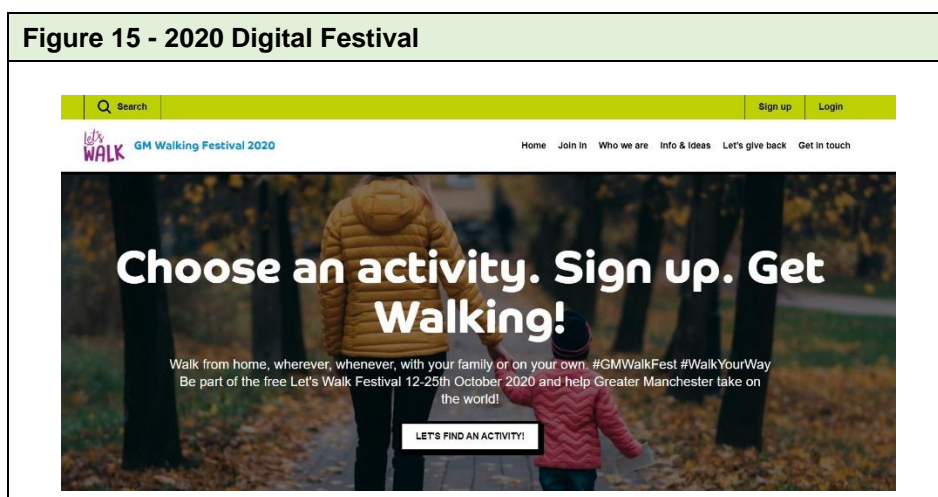 Figure 15 - 2020 Digital Festival
Search
Sign up Login
Let's
WALK
GM Walking Festival 2020
Home Join in Who we are Info & Ideas Let's give back Get in touch
Choose an activity. Sign up. Get
Walking!
Walk from home, wherever, whenever, with your family or on your own. #GMWalkFest #WalkYourWay
Be part of the free Let's Walk Festival 12-25th October 2020 and help Greater Manchester take on
the world!
LET'S FIND AN ACTIVITY!